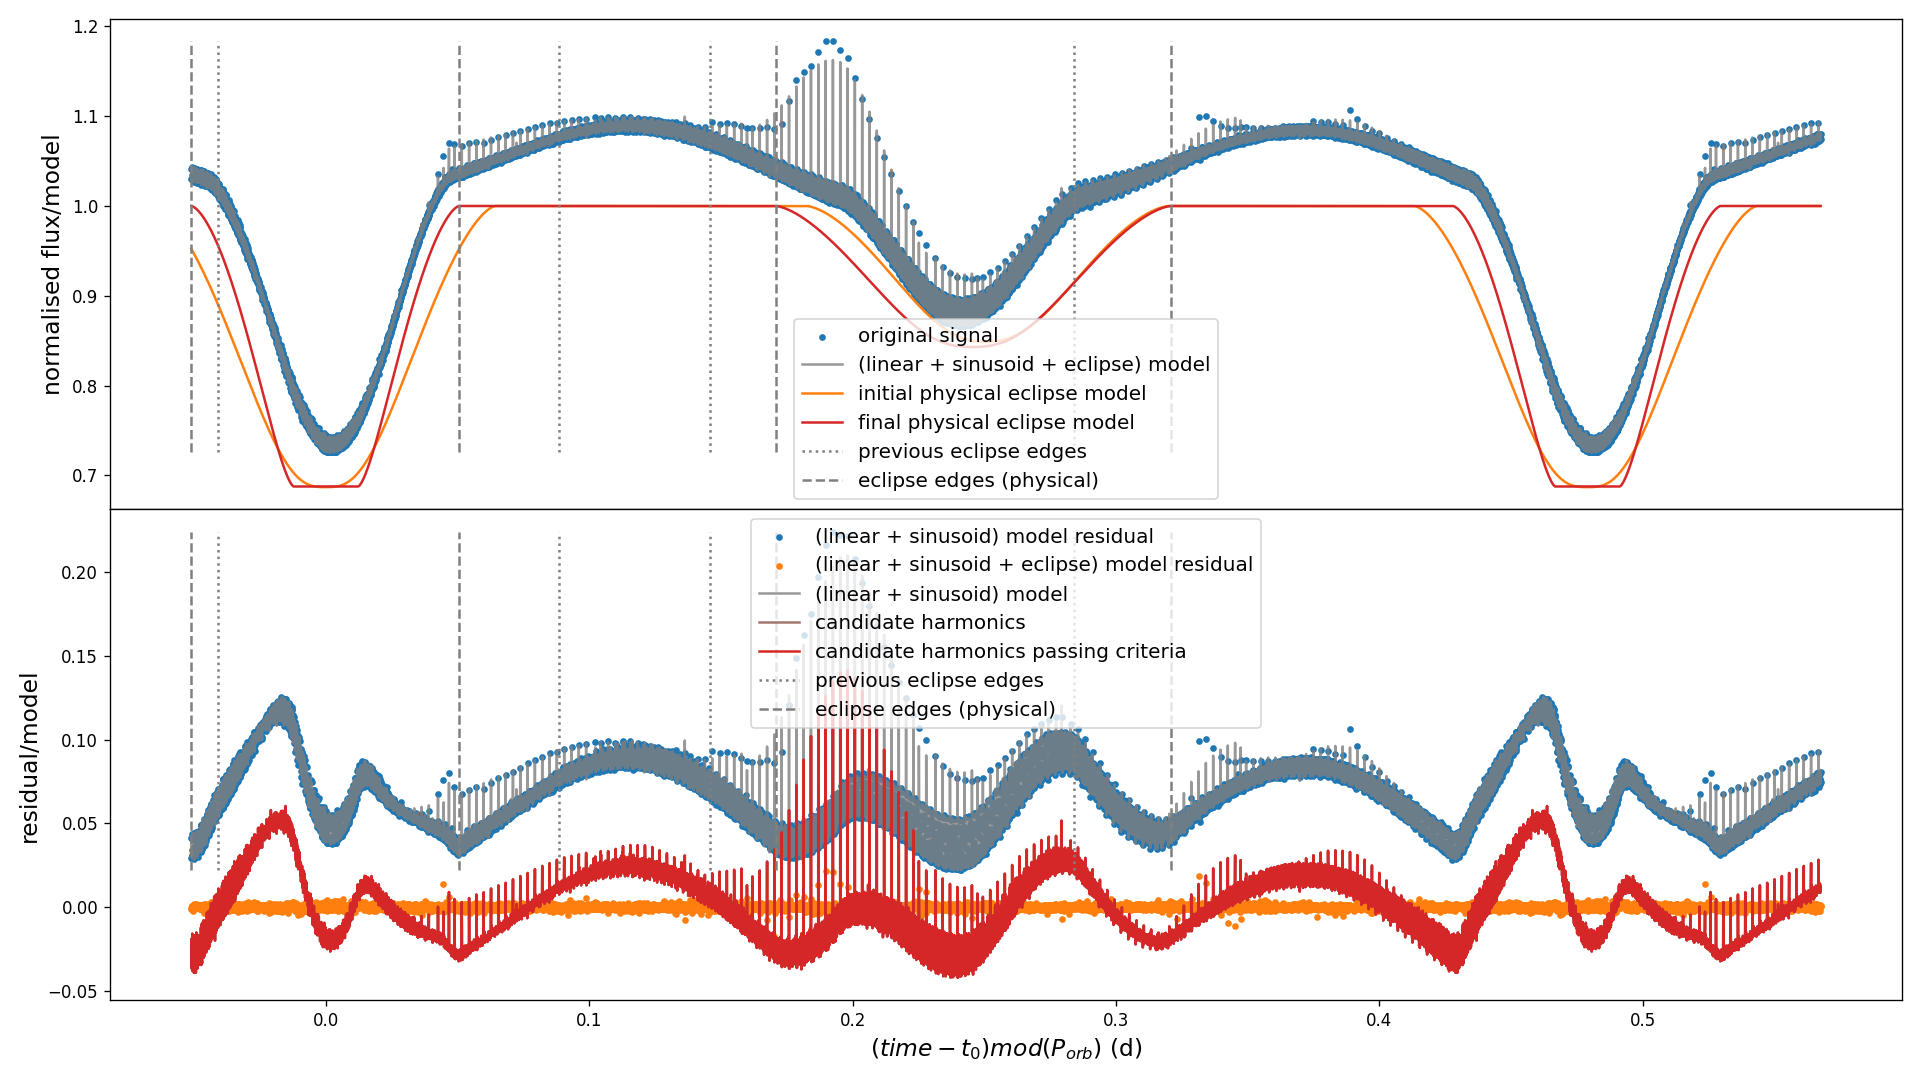 normalised flux/model
1.2
1.1
1.0
0.9
0.8
0.7
original signal
(linear + sinusoid + eclipse) model
initial physical eclipse model
final physical eclipse model
previous eclipse edges
eclipse edges (physical)
residual/model
0.20
0.15
0.10
0.05
0.00
−0.05
(linear + sinusoid) model residual
(linear + sinusoid + eclipse) model residual
(linear + sinusoid) model
candidate harmonics
candidate harmonics passing criteria
previous eclipse edges
eclipse edges (physical)
0.0 0.1 0.2 0.3 0.4 0.5
(time − t₀)mod(Pₒᵣb) (d)